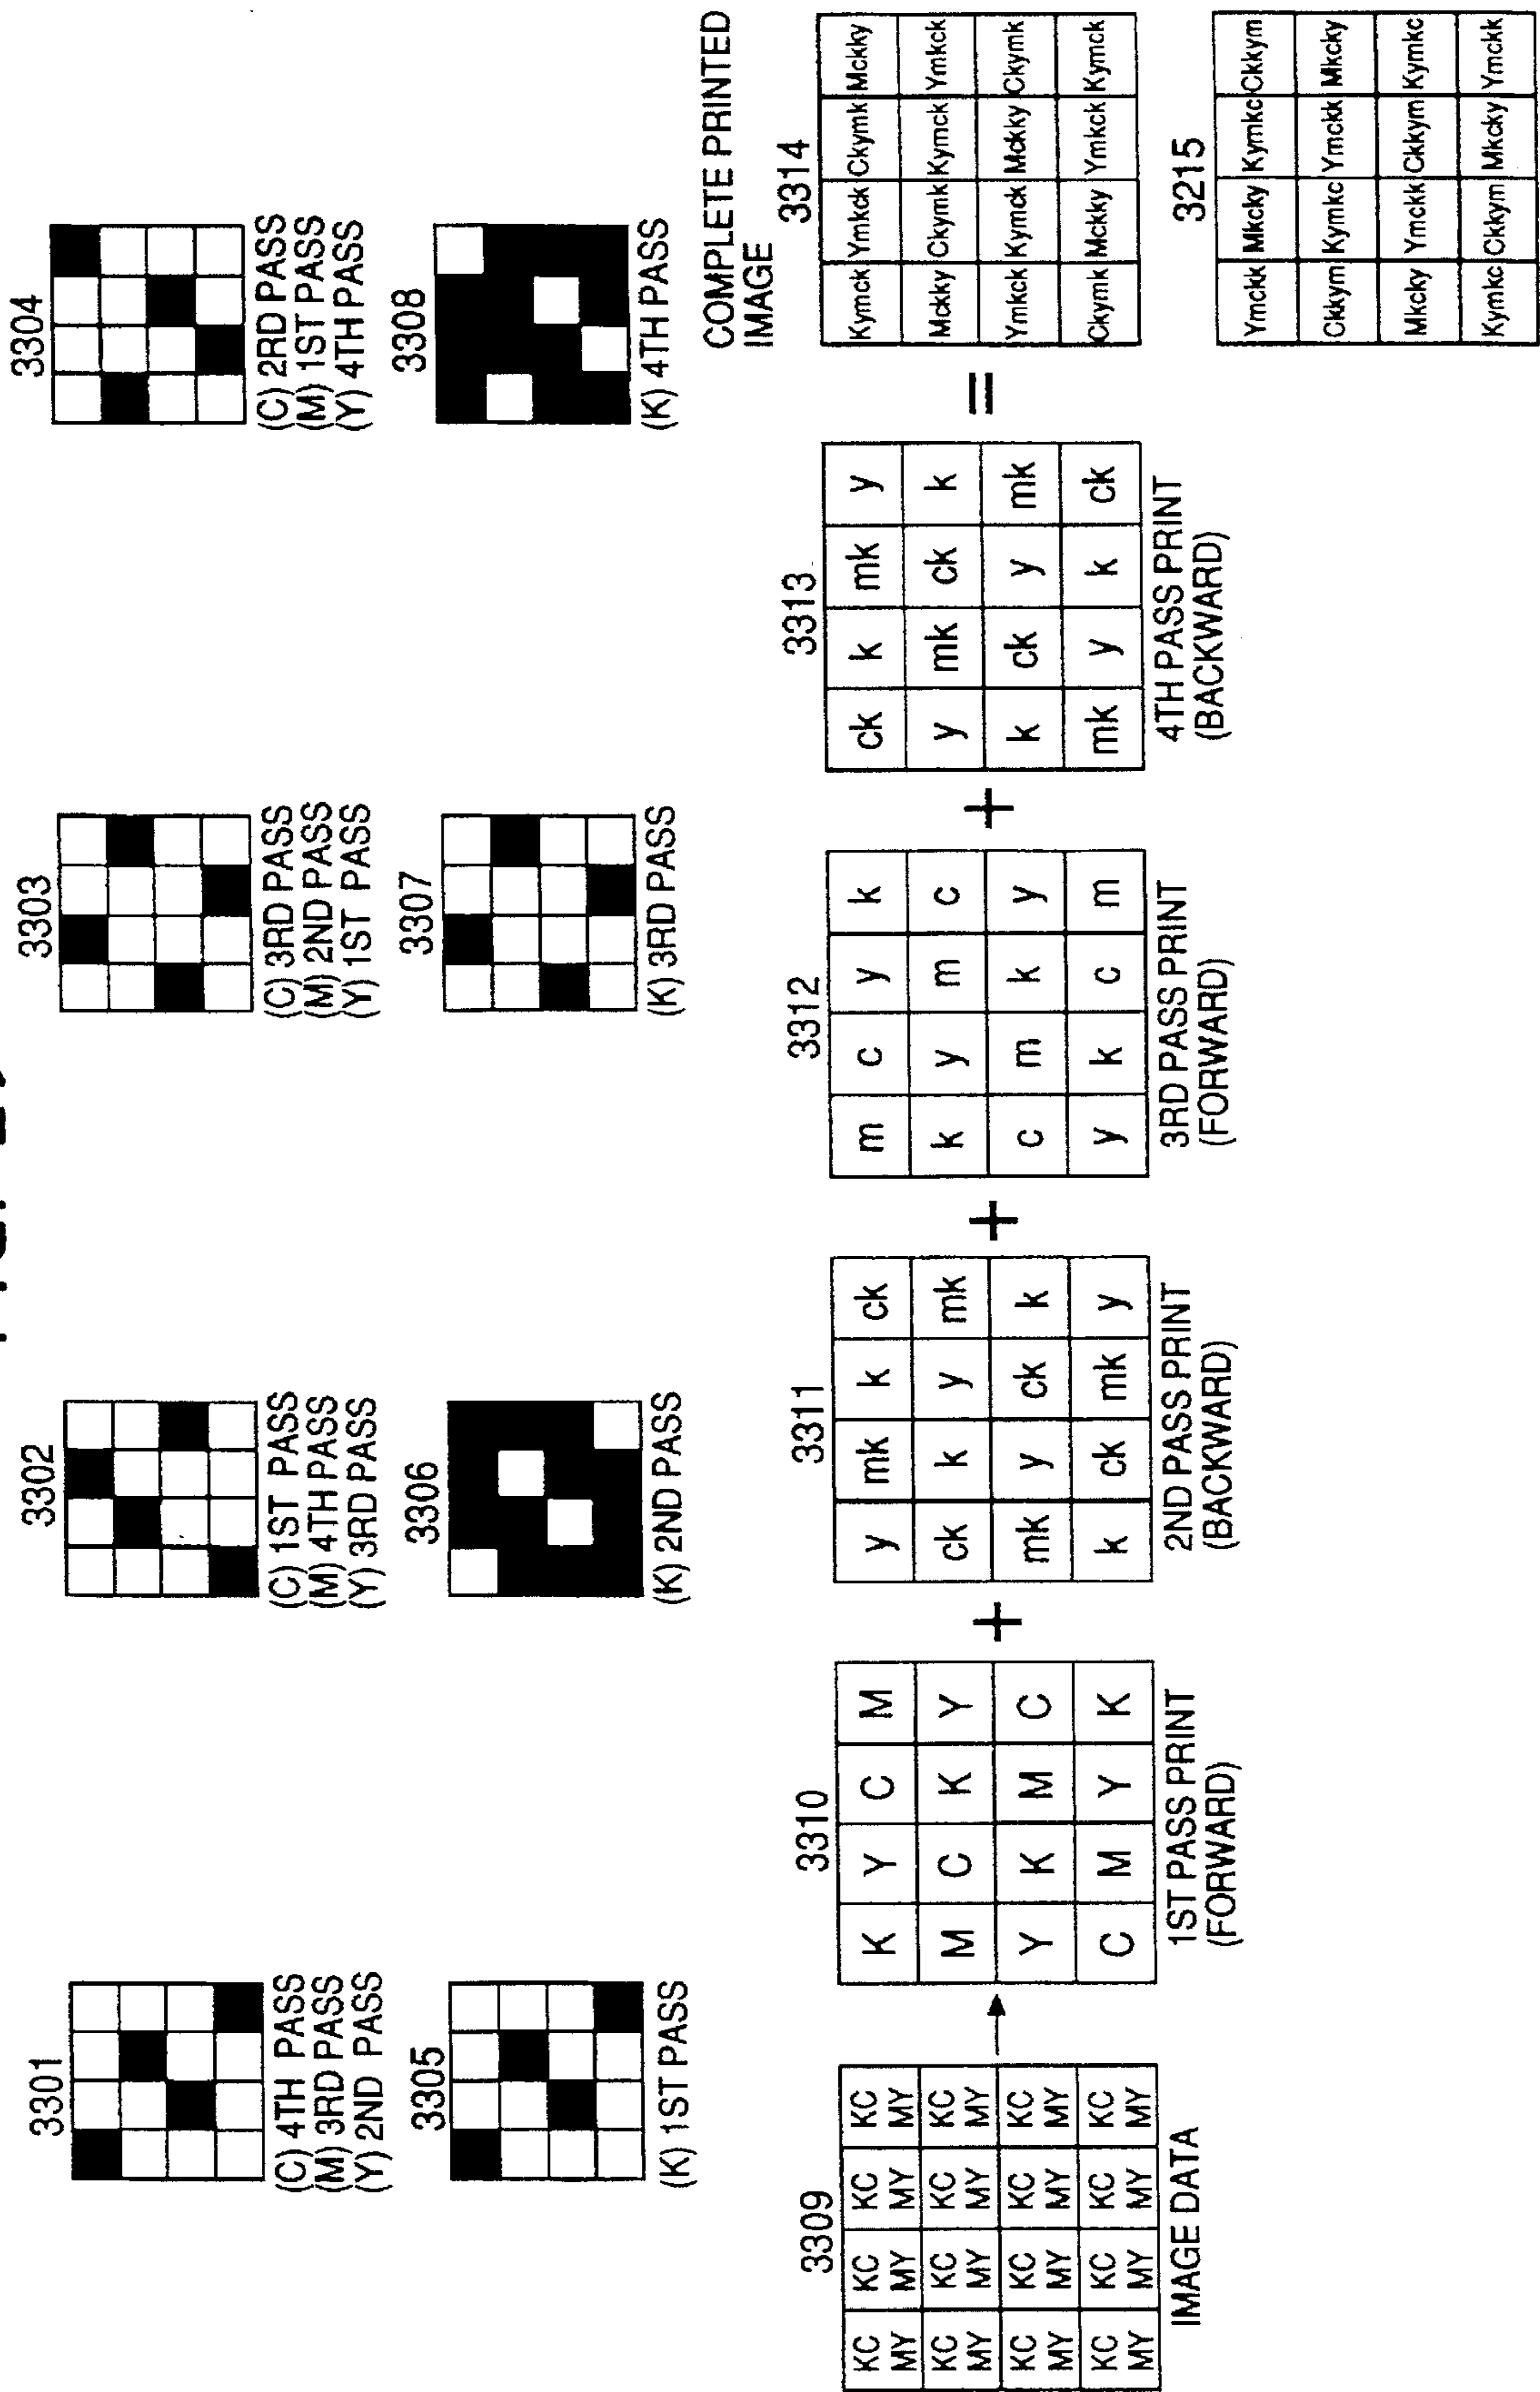 3301
(C) 4TH PASS
(M) 3RD PASS
(Y) 2ND PASS
3302
(C) 1ST PASS
(M) 4TH PASS
(Y) 3RD PASS
3303
(C) 3RD PASS
(M) 2ND PASS
(Y) 1ST PASS
3304
(C) 2RD PASS
(M) 1ST PASS
(Y) 4TH PASS
3305
(K) 1ST PASS
3306
(K) 2ND PASS
3307
(K) 3RD PASS
3308
(K) 4TH PASS
3309
KC KC KC KC
MY MY MY MY
KC KC KC KC
MY MY MY MY
KC KC KC KC
MY MY MY MY
KC KC KC KC
MY MY MY MY
IMAGE DATA
3310
K Y C M
M C K Y
Y K M C
C M Y K
1ST PASS PRINT
(FORWARD)
+
3311
y mk k ck
ck k y mk
mk y ck k
k ck mk y
2ND PASS PRINT
(BACKWARD)
+
3312
m c y k
k y m c
c m k y
y k c m
3RD PASS PRINT
(FORWARD)
+
3313
ck k mk y
y mk ck k
k ck y mk
mk y k ck
4TH PASS PRINT
(BACKWARD)
=
COMPLETE PRINTED
IMAGE
3314
Kymck Ymkck Ckymk Mckky
Mckky Ckymk Kymck Ymkck
Ymkck Kymck Mckky Ckymk
Ckymk Mckky Ymkck Kymck
3215
Ymckk Mkcky Kymkc Ckkym
Ckkym Kymkc Ymckk Mkcky
Mkcky Ymckk Ckkym Kymkc
Kymkc Ckkym Mkcky Ymckk